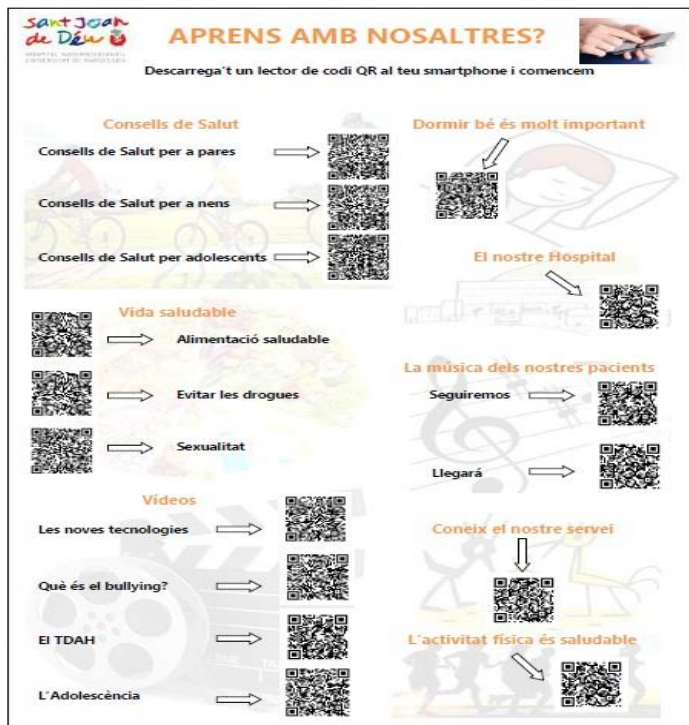 Sant Joan
de Déu
APRENS AMB NOSALTRES?
Descarrega´t un lector de codi QR al teu smartphone i comencem
Consells de Salut
Consells de Salut per a pares
Consells de Salut per a nens
Consells de Salut per adolescents
Dormir bé és molt important
El nostre Hospital
Vida saludable
Alimentació saludable
Evitar les drogues
Sexualitat
La música dels nostres pacients
Seguiremos
Llegará
Vídeos
Les noves tecnologies
Què és el bullying?
El TDAH
L´Adolescència
Coneix el nostre servei
L´activitat física és saludable